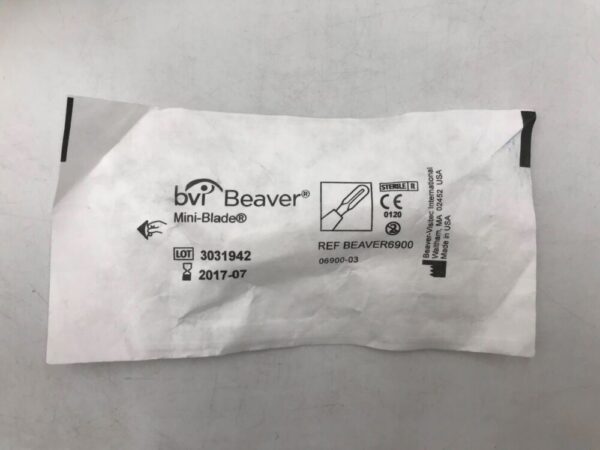 bvi Beaver®
Mini-Blade®
LOT 3031942
2017-07
STERILE R
CE
0120
2
REF BEAVER6900
06900-03
Beaver-Visitec International
Waltham, MA 02452 USA
Made in USA